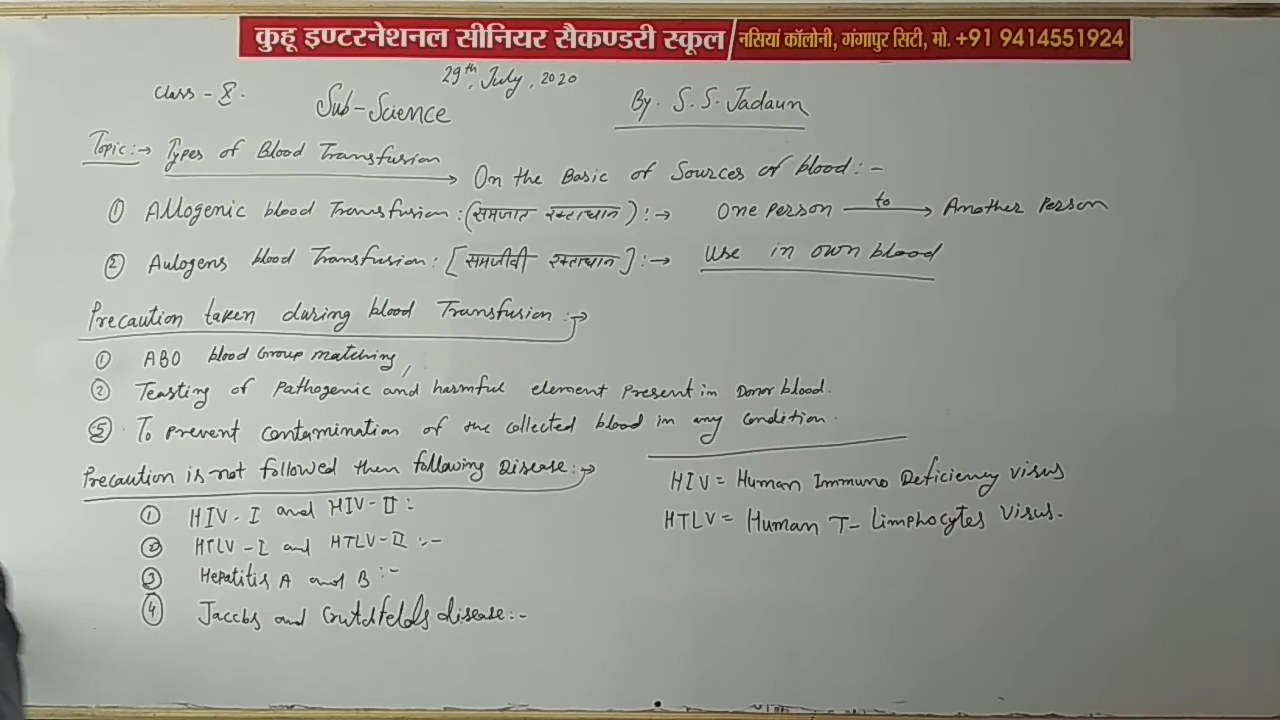 कुहू इण्टरनेशनल सीनियर सैकण्डरी स्कूल / नसियां कॉलोनी, गंगापुर सिटी, मो. +91 9414551924
29th, July, 2020
Class - X.
Sub-Science
By. S. S. Jadaun
Topic:→ Types of Blood Transfusion → On the Basic of Sources of blood:-
① Allogenic blood Transfusion: (समजात रक्ताधान):→ One person to → Another Person
② Aulogens blood Transfusion: [समजीवी रक्ताधान]:→ Use in own blood
Precaution taken during blood Transfusion:→
① ABO blood Group matching,
② Teasting of Pathogenic and harmful element Present in Donor blood.
③ To prevent contamination of the collected blood in any condition.
Precaution is not followed then following Disease:→
① HIV-I and HIV-II:
② HTLV-I and HTLV-II:-
③ Hepatitis A and B:-
④ Jaccbs and Crutchfelds disease:-
HIV = Human Immuno Deficiency Visus
HTLV = Human T- Limphocytes Visus.